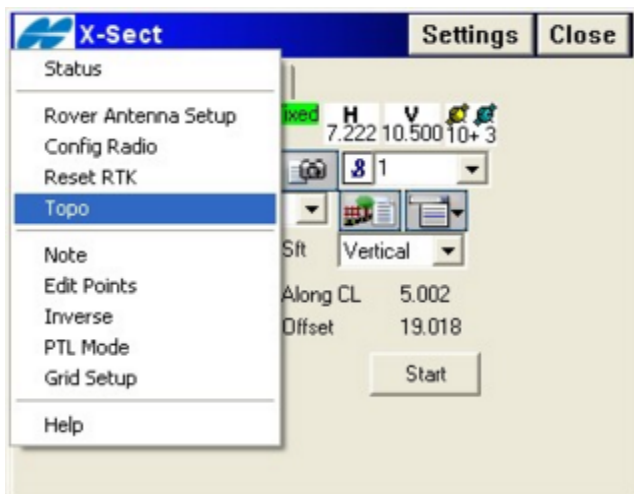 X-Sect Settings Close
Status
Rover Antenna Setup
Config Radio
Reset RTK
Topo
Note
Edit Points
Inverse
PTL Mode
Grid Setup
Help
ixed H V
7.222 10.500 10+ 3
8 1
Sft Vertical
Along CL 5.002
Offset 19.018
Start